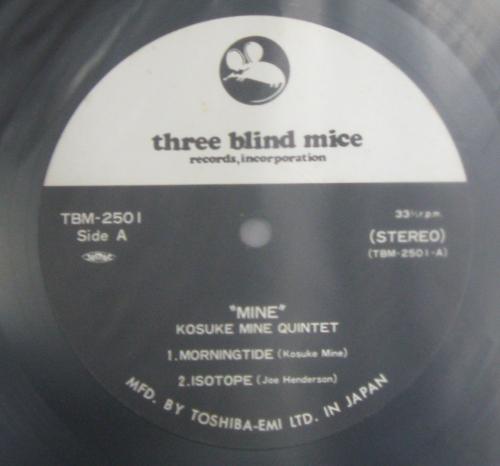 three blind mice
records, incorporation
TBM-2501
Side A
33⅓ r.p.m.
(STEREO)
(TBM-2501-A)
"MINE"
KOSUKE MINE QUINTET
1.MORNINGTIDE (Kosuke Mine)
2.ISOTOPE (Joe Henderson)
MFD. BY TOSHIBA-EMI LTD. IN JAPAN